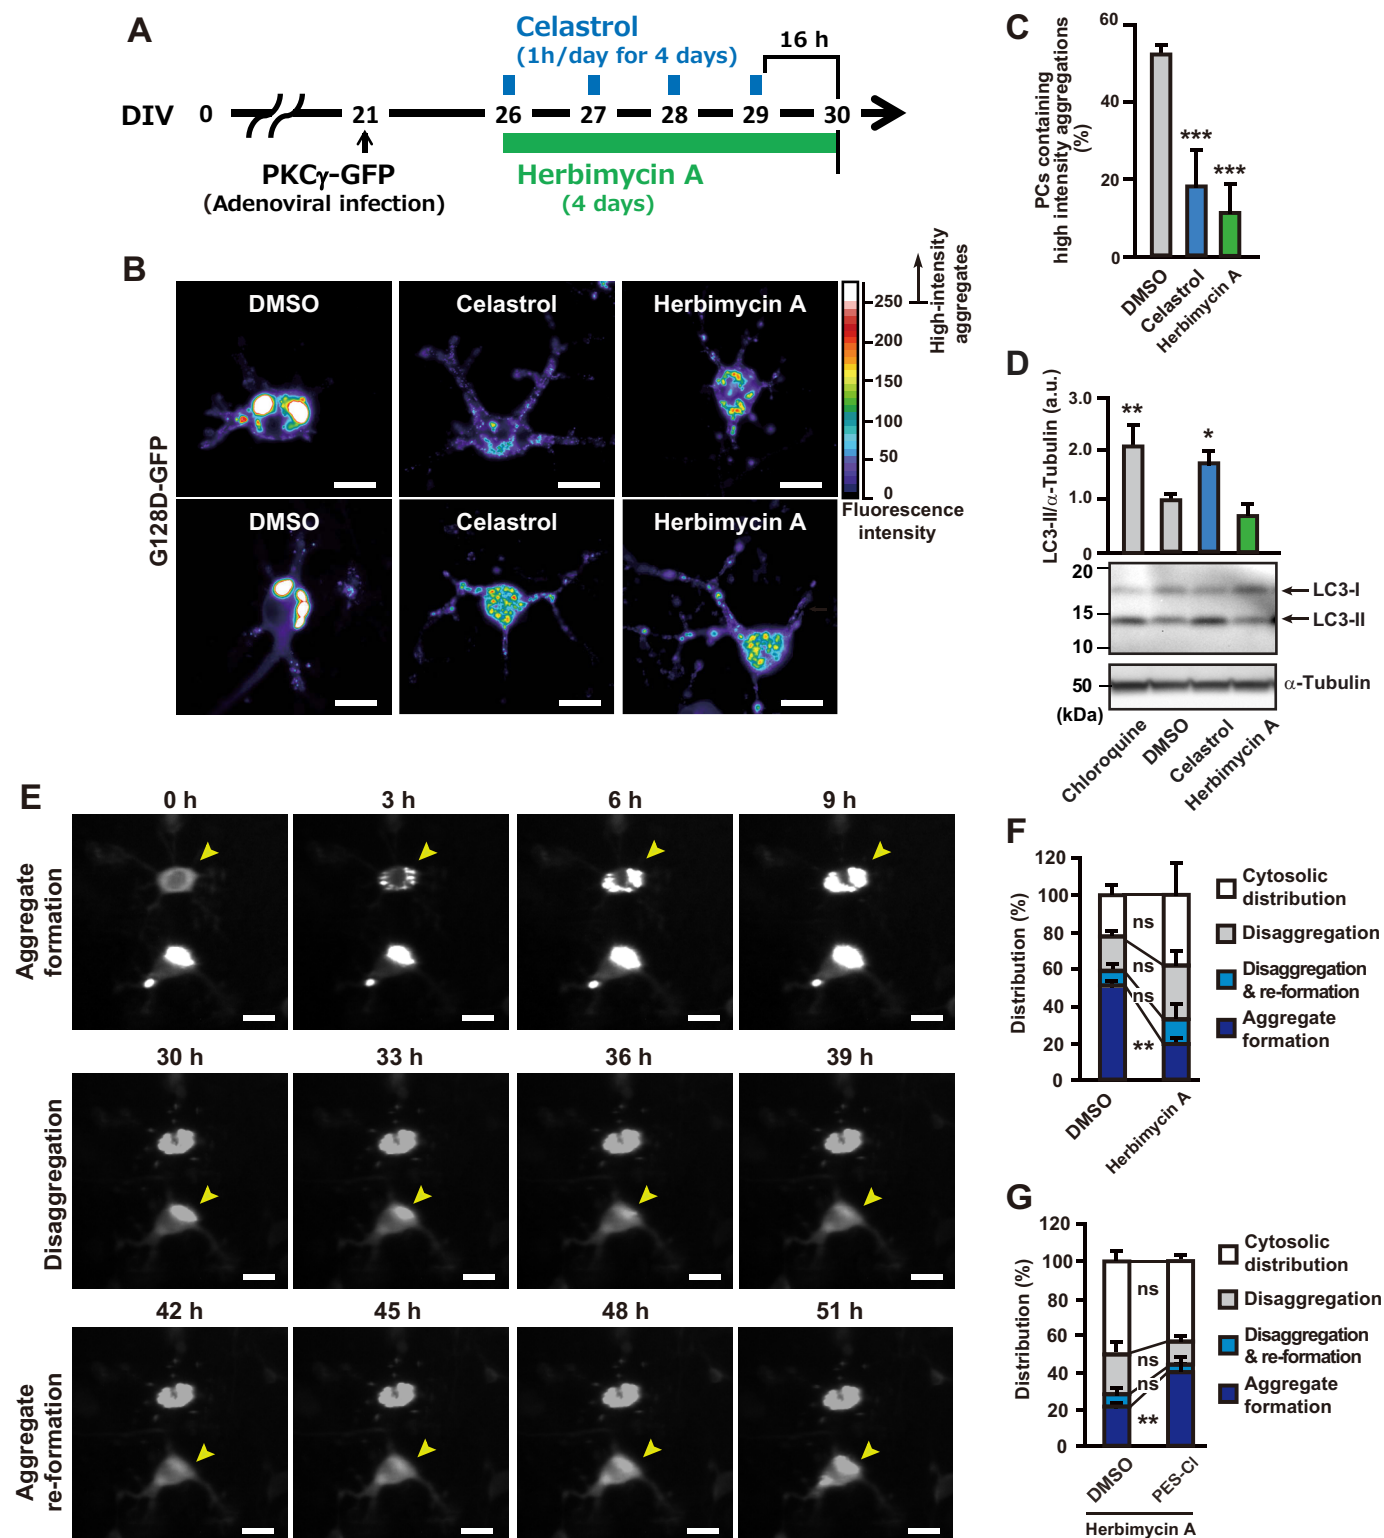 A
Celastrol
(1h/day for 4 days)
16 h
DIV 0 21 26 27 28 29 30
PKCγ-GFP
(Adenoviral infection)
Herbimycin A
(4 days)
B
G128D-GFP
DMSO Celastrol Herbimycin A
DMSO Celastrol Herbimycin A
250
200
150
100
50
0
Fluorescence
intensity
High-intensity
aggregates
C
PCs containing
high intensity aggregations
(%)
60
40
20
0
*** ***
DMSO
Celastrol
Herbimycin A
D
LC3-II/α-Tubulin (a.u.)
3.0
2.0
1.0
0
** *
20
15
10
LC3-I
LC3-II
50
α-Tubulin
(kDa)
Chloroquine
DMSO
Celastrol
Herbimycin A
E
0 h 3 h 6 h 9 h
Aggregate
formation
30 h 33 h 36 h 39 h
Disaggregation
42 h 45 h 48 h 51 h
Aggregate
re-formation
F
Distribution (%)
120
100
80
60
40
20
0
ns
ns
ns
**
DMSO
Herbimycin A
Cytosolic
distribution
Disaggregation
Disaggregation
& re-formation
Aggregate
formation
G
Distribution (%)
120
100
80
60
40
20
0
ns
ns
ns
**
DMSO
PES-Cl
Herbimycin A
Cytosolic
distribution
Disaggregation
Disaggregation
& re-formation
Aggregate
formation